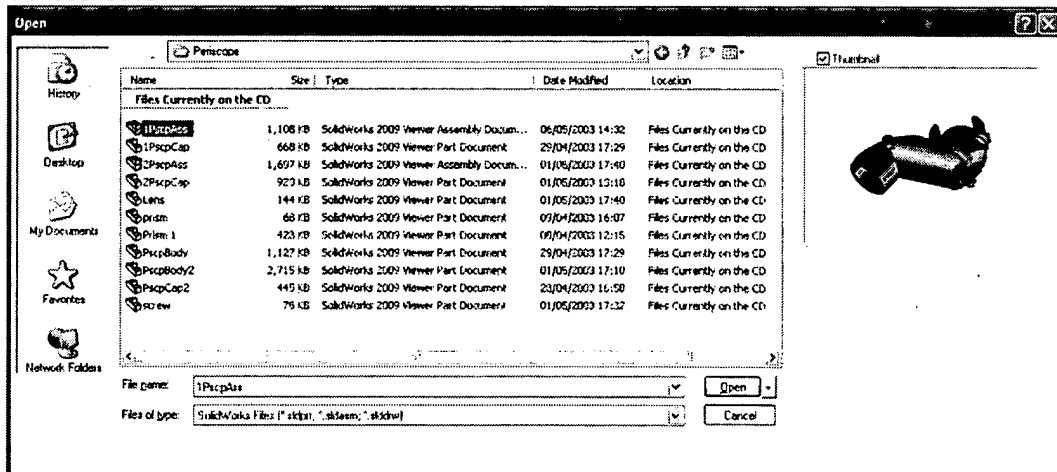 Open
Periscope
Thumbnail
History
Desktop
My Documents
Favorites
Network Folders
Name Size Type Date Modified Location
Files Currently on the CD
1PscpAss 1,108 KB SolidWorks 2009 Viewer Assembly Docum... 06/05/2003 14:32 Files Currently on the CD
1PscpCap 668 KB SolidWorks 2009 Viewer Part Document 29/04/2003 17:29 Files Currently on the CD
2PscpAss 1,697 KB SolidWorks 2009 Viewer Assembly Docum... 01/05/2003 17:40 Files Currently on the CD
2PscpCap 923 KB SolidWorks 2009 Viewer Part Document 01/05/2003 13:18 Files Currently on the CD
Lens 144 KB SolidWorks 2009 Viewer Part Document 01/05/2003 17:40 Files Currently on the CD
prism 68 KB SolidWorks 2009 Viewer Part Document 09/04/2003 16:07 Files Currently on the CD
Prism 1 423 KB SolidWorks 2009 Viewer Part Document 12:15 Files Currently on the CD
PscpBody 1,127 KB SolidWorks 2009 Viewer Part Document 29/04/2003 17:29 Files Currently on the CD
PscpBody2 2,715 KB SolidWorks 2009 Viewer Part Document 01/05/2003 17:10 Files Currently on the CD
PscpCap2 445 KB SolidWorks 2009 Viewer Part Document 16:50 Files Currently on the CD
screw 76 KB SolidWorks 2009 Viewer Part Document 01/05/2003 17:32 Files Currently on the CD
File name: 1PscpAss Open
Files of type: SolidWorks Files (*.sldprt; *.sldasm; *.slddrw) Cancel